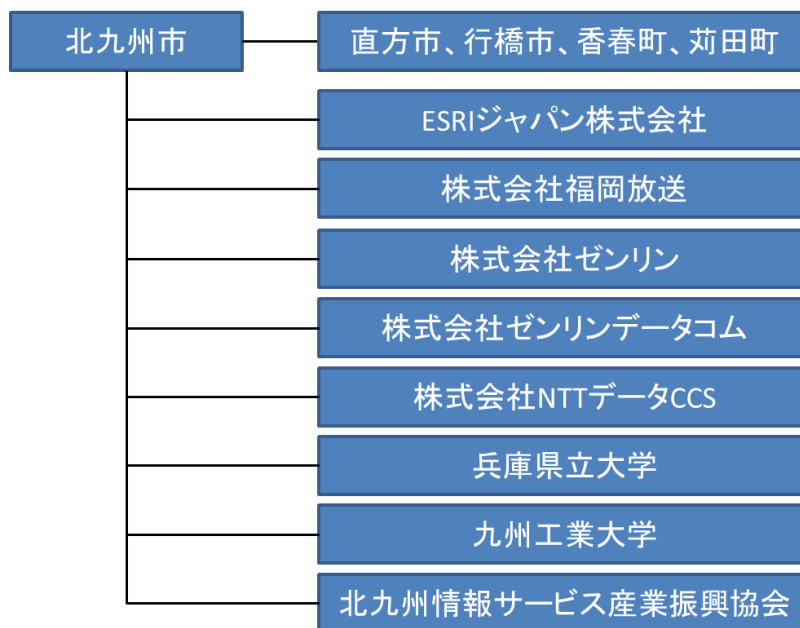 北九州市
直方市、行橋市、香春町、苅田町
ESRIジャパン株式会社
株式会社福岡放送
株式会社ゼンリン
株式会社ゼンリンデータコム
株式会社NTTデータCCS
兵庫県立大学
九州工業大学
北九州情報サービス産業振興協会